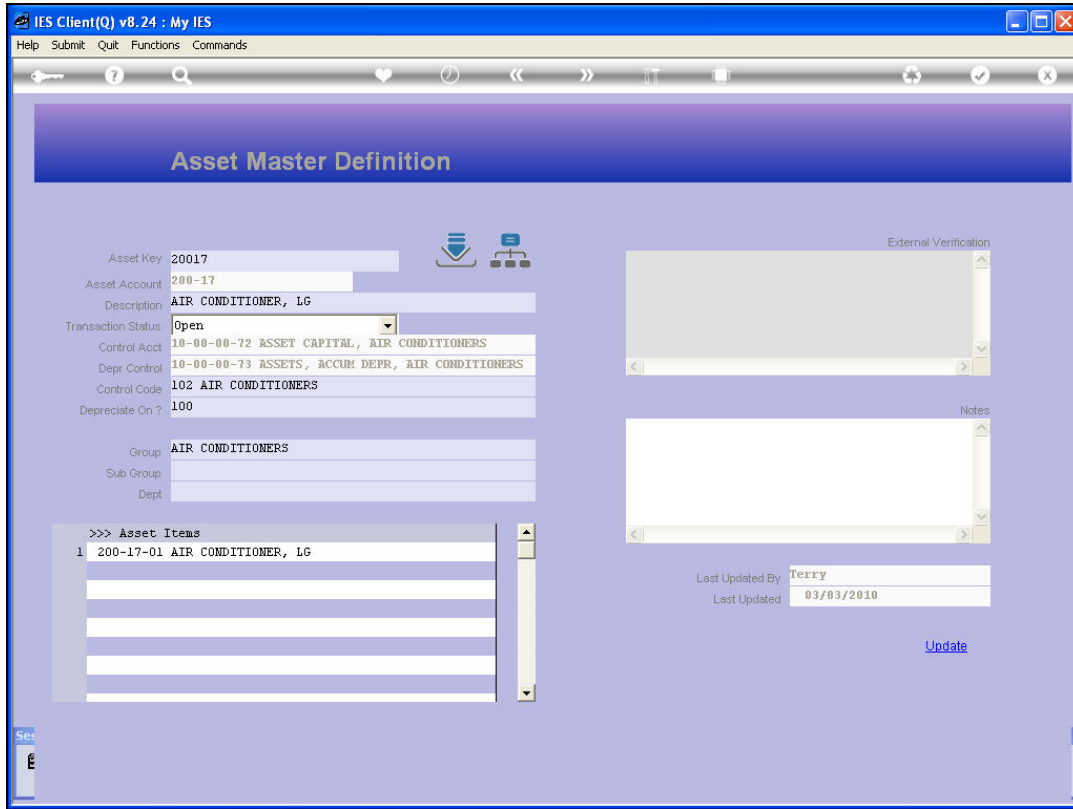 IES Client(Q) v8.24 : My IES
Help Submit Quit Functions Commands
Asset Master Definition
Asset Key 20017
Asset Account 200-17
Description AIR CONDITIONER, LG
Transaction Status Open
Control Acct 10-00-00-72 ASSET CAPITAL, AIR CONDITIONERS
Depr Control 10-00-00-73 ASSETS, ACCUM DEPR, AIR CONDITIONERS
Control Code 102 AIR CONDITIONERS
Depreciate On ? 100
Group AIR CONDITIONERS
Sub Group
Dept
>>> Asset Items
1 200-17-01 AIR CONDITIONER, LG
External Verification
Notes
Last Updated By Terry
Last Updated 03/03/2010
Update